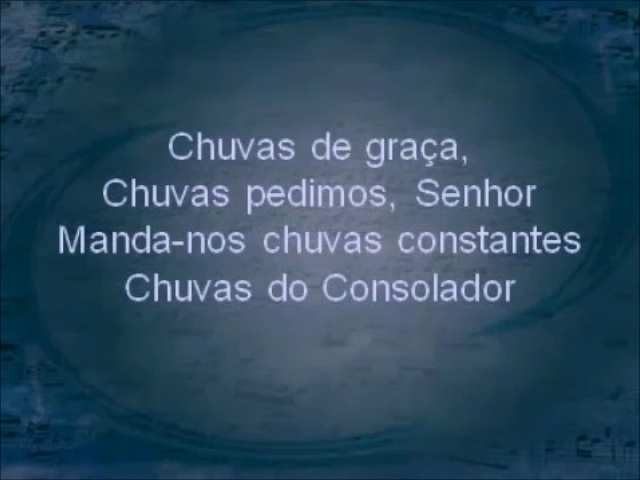 Chuvas de graça,
Chuvas pedimos, Senhor
Manda-nos chuvas constantes
Chuvas do Consolador